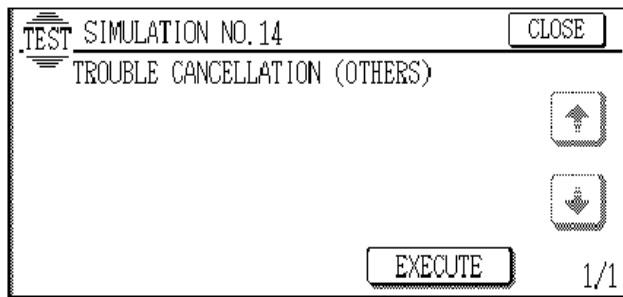 TEST SIMULATION NO.14 CLOSE
TROUBLE CANCELLATION (OTHERS)
EXECUTE
1/1